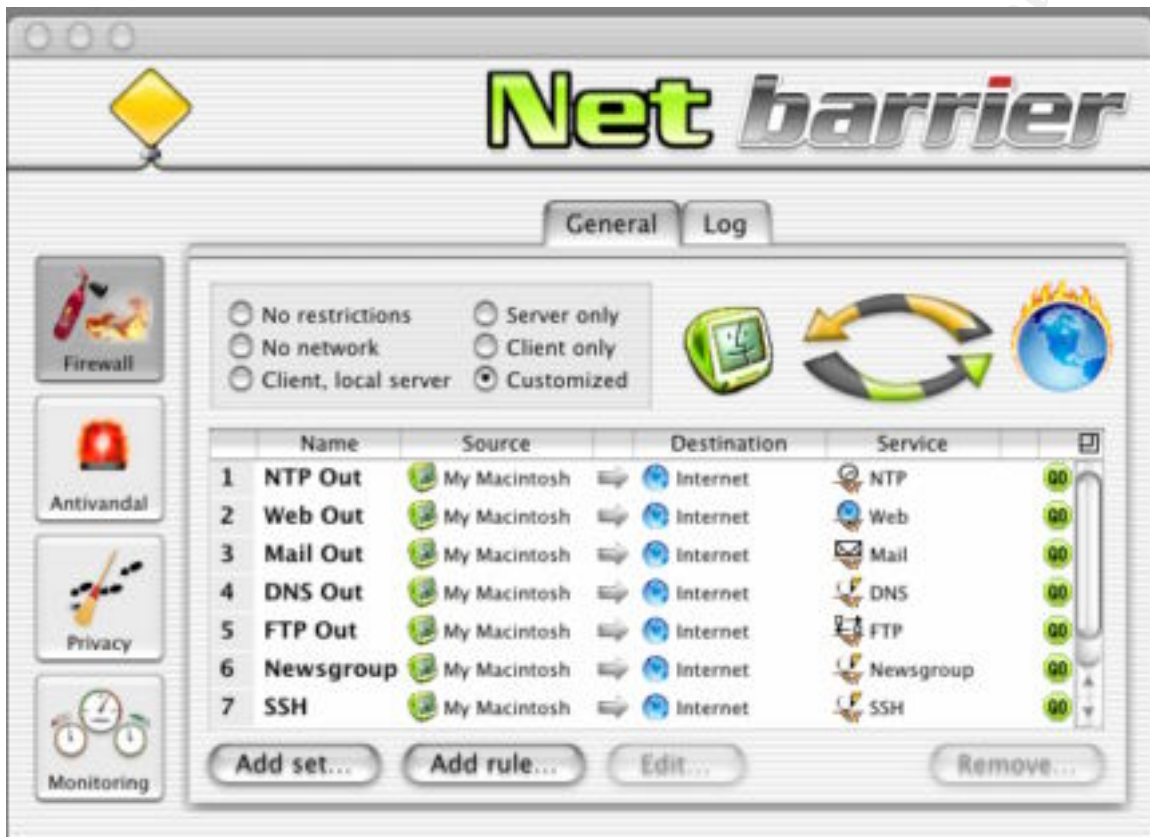 Net barrier
General Log
Firewall
Antivandal
Privacy
Monitoring
No restrictions Server only
No network Client only
Client, local server Customized
Name Source Destination Service
1 NTP Out My Macintosh Internet NTP GO
2 Web Out My Macintosh Internet Web GO
3 Mail Out My Macintosh Internet Mail GO
4 DNS Out My Macintosh Internet DNS GO
5 FTP Out My Macintosh Internet FTP GO
6 Newsgroup My Macintosh Internet Newsgroup GO
7 SSH My Macintosh Internet SSH GO
Add set... Add rule... Edit... Remove...